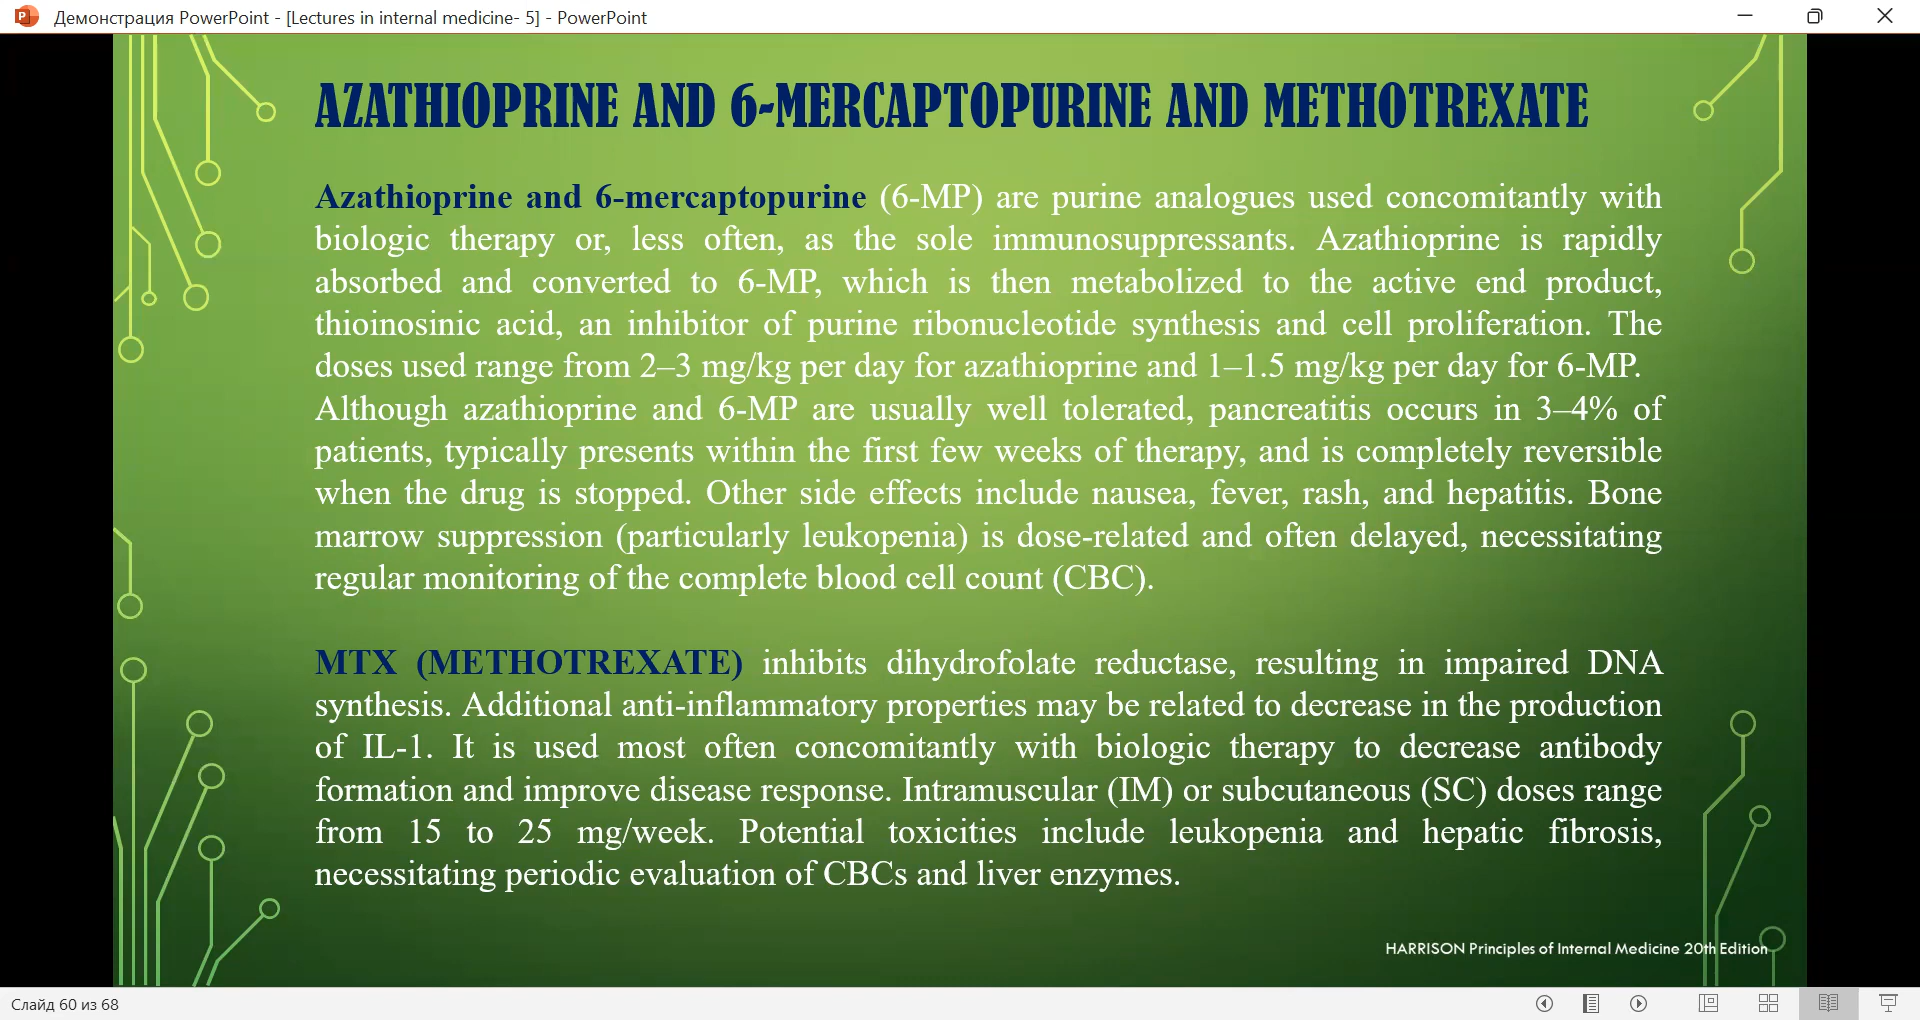 Демонстрация PowerPoint - [Lectures in internal medicine- 5] - PowerPoint
AZATHIOPRINE AND 6-MERCAPTOPURINE AND METHOTREXATE
Azathioprine and 6-mercaptopurine (6-MP) are purine analogues used concomitantly with
biologic therapy or, less often, as the sole immunosuppressants. Azathioprine is rapidly
absorbed and converted to 6-MP, which is then metabolized to the active end product,
thioinosinic acid, an inhibitor of purine ribonucleotide synthesis and cell proliferation. The
doses used range from 2–3 mg/kg per day for azathioprine and 1–1.5 mg/kg per day for 6-MP.
Although azathioprine and 6-MP are usually well tolerated, pancreatitis occurs in 3–4% of
patients, typically presents within the first few weeks of therapy, and is completely reversible
when the drug is stopped. Other side effects include nausea, fever, rash, and hepatitis. Bone
marrow suppression (particularly leukopenia) is dose-related and often delayed, necessitating
regular monitoring of the complete blood cell count (CBC).
MTX (METHOTREXATE) inhibits dihydrofolate reductase, resulting in impaired DNA
synthesis. Additional anti-inflammatory properties may be related to decrease in the production
of IL-1. It is used most often concomitantly with biologic therapy to decrease antibody
formation and improve disease response. Intramuscular (IM) or subcutaneous (SC) doses range
from 15 to 25 mg/week. Potential toxicities include leukopenia and hepatic fibrosis,
necessitating periodic evaluation of CBCs and liver enzymes.
HARRISON Principles of Internal Medicine 20th Edition
Слайд 60 из 68